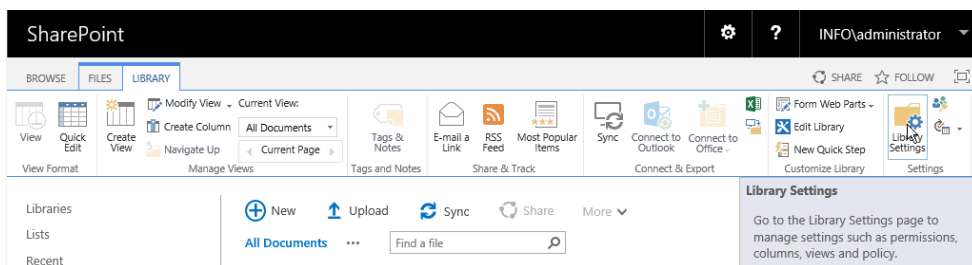 SharePoint
? INFO\administrator
BROWSE FILES LIBRARY SHARE FOLLOW
View
Quick Edit
Create View
Modify View
Create Column
Navigate Up
Current View:
All Documents
Current Page
Tags & Notes
E-mail a Link
RSS Feed
Most Popular Items
Sync
Connect to Outlook
Connect to Office
Form Web Parts
Edit Library
New Quick Step
Library Settings
View Format Manage Views Tags and Notes Share & Track Connect & Export Customize Library Settings
Libraries
Lists
Recent
New Upload Sync Share More
All Documents ... Find a file
Library Settings
Go to the Library Settings page to
manage settings such as permissions,
columns, views and policy.